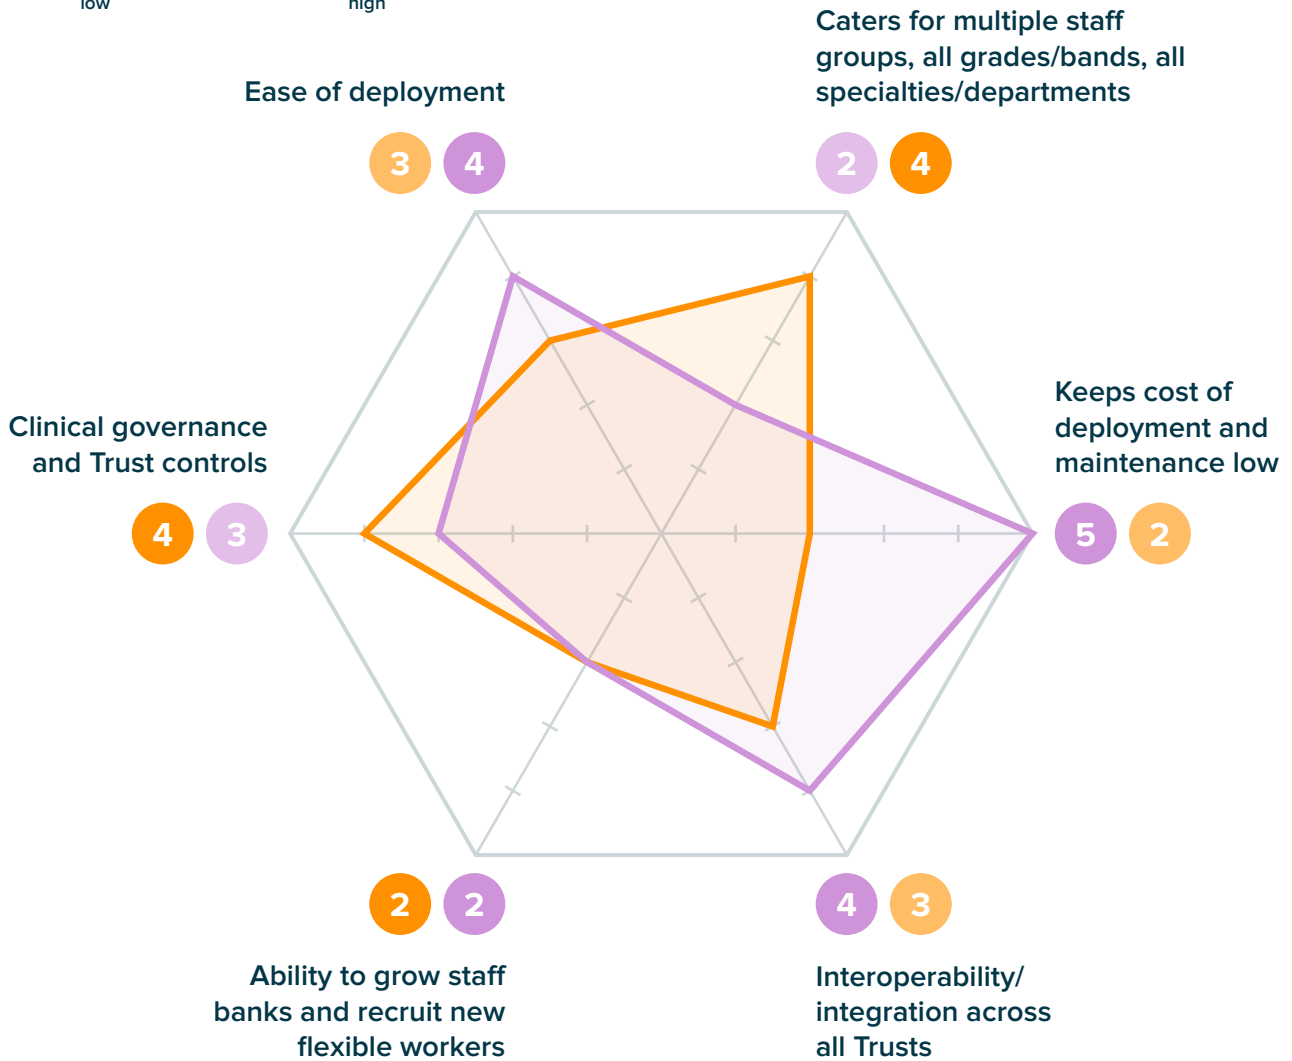 low high
Caters for multiple staff
groups, all grades/bands, all
specialties/departments
Ease of deployment
3 4
2 4
Keeps cost of
deployment and
maintenance low
Clinical governance
and Trust controls
4 3
5 2
2 2
4 3
Ability to grow staff
banks and recruit new
flexible workers
Interoperability/
integration across
all Trusts